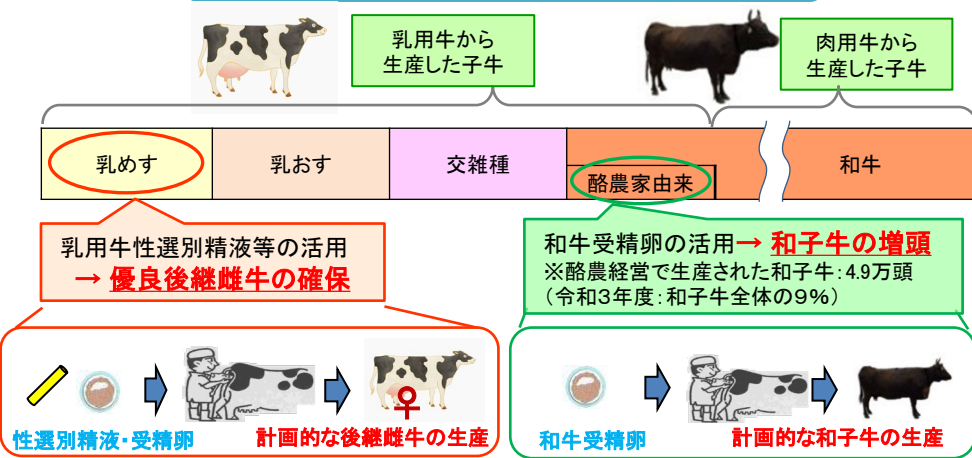 乳用牛から
生産した子牛
肉用牛から
生産した子牛
乳めす
乳おす
交雑種
酪農家由来
和牛
乳用牛性選別精液等の活用
→ 優良後継雌牛の確保
和牛受精卵の活用→ 和子牛の増頭
※酪農経営で生産された和子牛：4.9万頭
（令和3年度：和子牛全体の9％）
性選別精液・受精卵
計画的な後継雌牛の生産
和牛受精卵
計画的な和子牛の生産